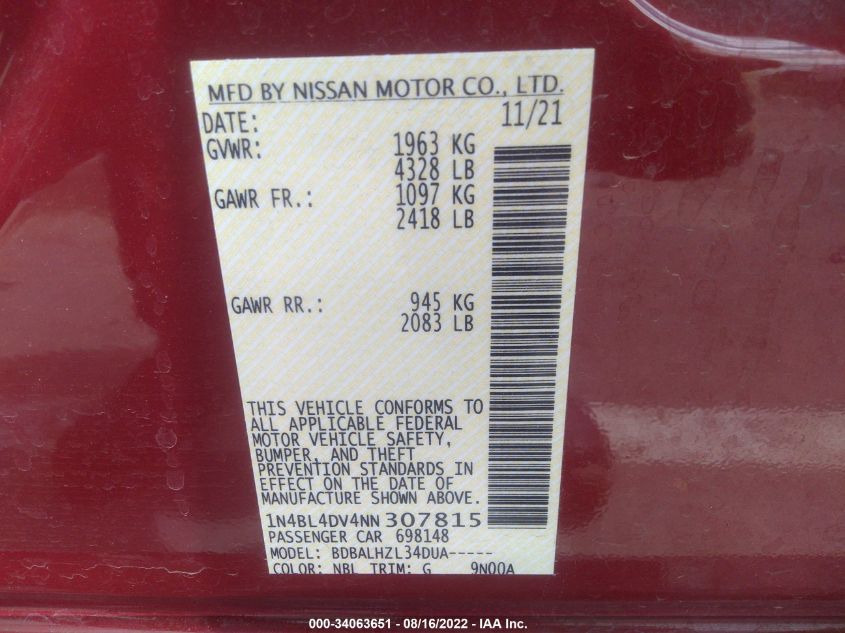 MFD BY NISSAN MOTOR CO., LTD.
DATE: 11/21
GVWR: 1963 KG
4328 LB
GAWR FR.: 1097 KG
2418 LB
GAWR RR.: 945 KG
2083 LB
THIS VEHICLE CONFORMS TO
ALL APPLICABLE FEDERAL
MOTOR VEHICLE SAFETY,
BUMPER, AND THEFT
PREVENTION STANDARDS IN
EFFECT ON THE DATE OF
MANUFACTURE SHOWN ABOVE.
1N4BL4DV4NN307815
PASSENGER CAR 698148
MODEL: BDBALHZL34DUA-----
COLOR: NBL TRIM: G 9N00A
000-34063651 - 08/16/2022 - IAA Inc.